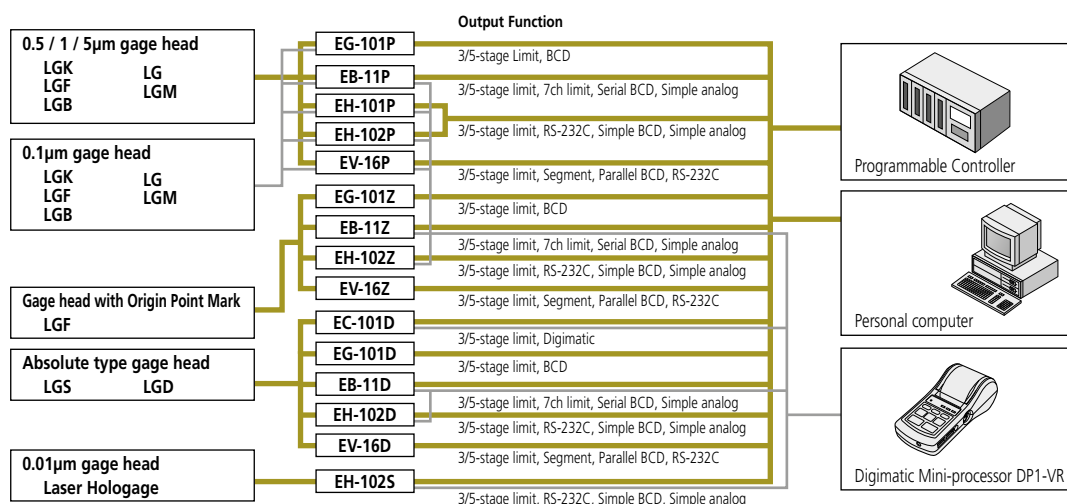 Output Function
0.5 / 1 / 5µm gage head
LGK LG
LGF LGM
LGB
0.1µm gage head
LGK LG
LGF LGM
LGB
Gage head with Origin Point Mark
LGF
Absolute type gage head
LGS LGD
0.01µm gage head
Laser Hologage
EG-101P
3/5-stage Limit, BCD
EB-11P
3/5-stage limit, 7ch limit, Serial BCD, Simple analog
EH-101P
3/5-stage limit, RS-232C, Simple BCD, Simple analog
EH-102P
EV-16P
3/5-stage limit, Segment, Parallel BCD, RS-232C
EG-101Z
3/5-stage limit, BCD
EB-11Z
3/5-stage limit, 7ch limit, Serial BCD, Simple analog
EH-102Z
3/5-stage limit, RS-232C, Simple BCD, Simple analog
EV-16Z
3/5-stage limit, Segment, Parallel BCD, RS-232C
EC-101D
3/5-stage limit, Digimatic
EG-101D
3/5-stage limit, BCD
EB-11D
3/5-stage limit, 7ch limit, Serial BCD, Simple analog
EH-102D
3/5-stage limit, RS-232C, Simple BCD, Simple analog
EV-16D
3/5-stage limit, Segment, Parallel BCD, RS-232C
EH-102S
3/5-stage limit, RS-232C, Simple BCD, Simple analog
Programmable Controller
Personal computer
Digimatic Mini-processor DP1-VR